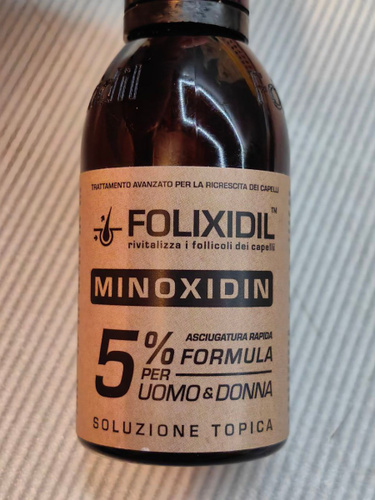 TRATTAMENTO AVANZATO PER LA RICRESCITA DEI CAPELLI
FOLIXIDIL™
rivitalizza i follicoli dei capelli
MINOXIDIN
5%
ASCIUGATURA RAPIDA
FORMULA
PER
UOMO & DONNA
SOLUZIONE TOPICA